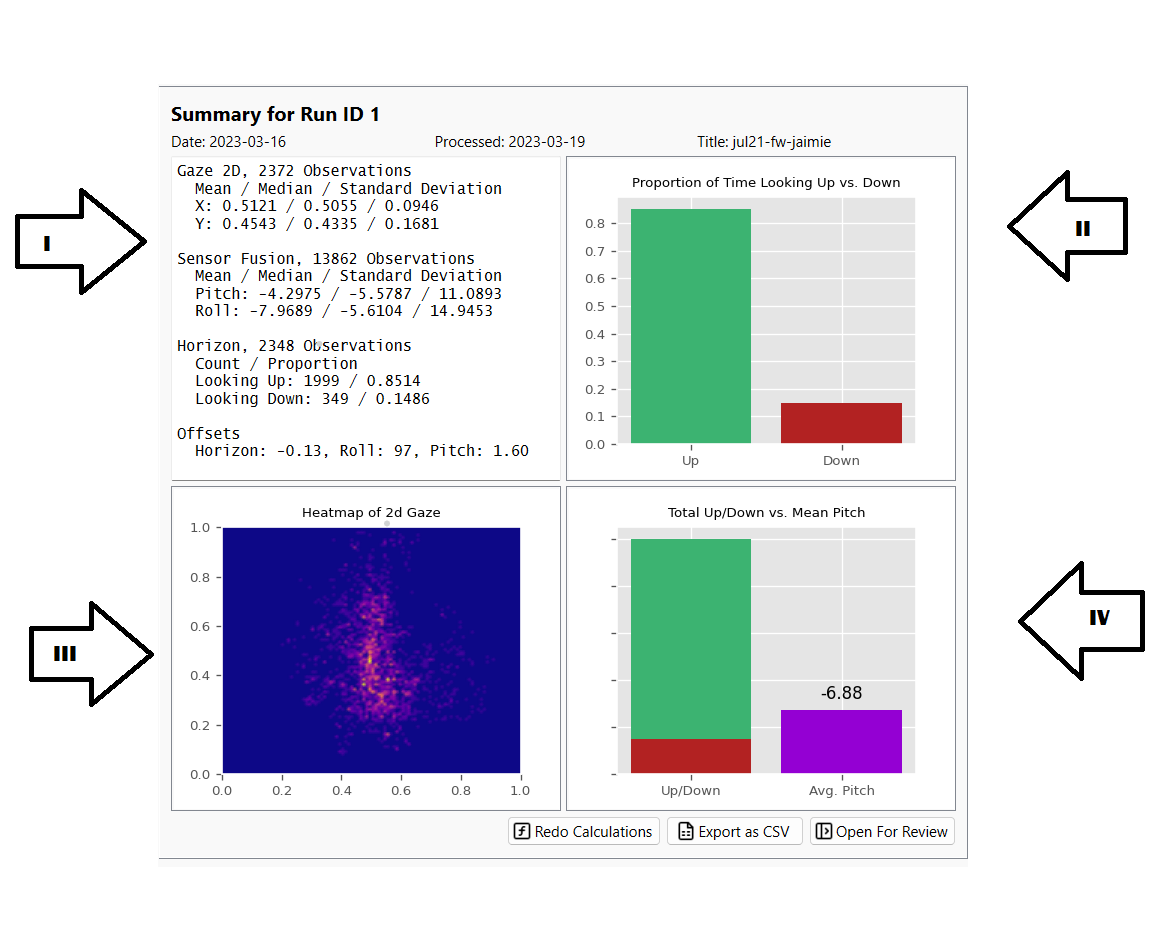 Summary for Run ID 1
Date: 2023-03-16 Processed: 2023-03-19 Title: jul21-fw-jaimie
I
Gaze 2D, 2372 Observations
Mean / Median / Standard Deviation
X: 0.5121 / 0.5055 / 0.0946
Y: 0.4543 / 0.4335 / 0.1681
Sensor Fusion, 13862 Observations
Mean / Median / Standard Deviation
Pitch: -4.2975 / -5.5787 / 11.0893
Roll: -7.9689 / -5.6104 / 14.9453
Horizon, 2348 Observations
Count / Proportion
Looking Up: 1999 / 0.8514
Looking Down: 349 / 0.1486
Offsets
Horizon: -0.13, Roll: 97, Pitch: 1.60
II
Proportion of Time Looking Up vs. Down
0.8
0.7
0.6
0.5
0.4
0.3
0.2
0.1
0.0
Up Down
III
Heatmap of 2d Gaze
1.0
0.8
0.6
0.4
0.2
0.0
0.0 0.2 0.4 0.6 0.8 1.0
IV
Total Up/Down vs. Mean Pitch
-6.88
Up/Down Avg. Pitch
Redo Calculations Export as CSV Open For Review